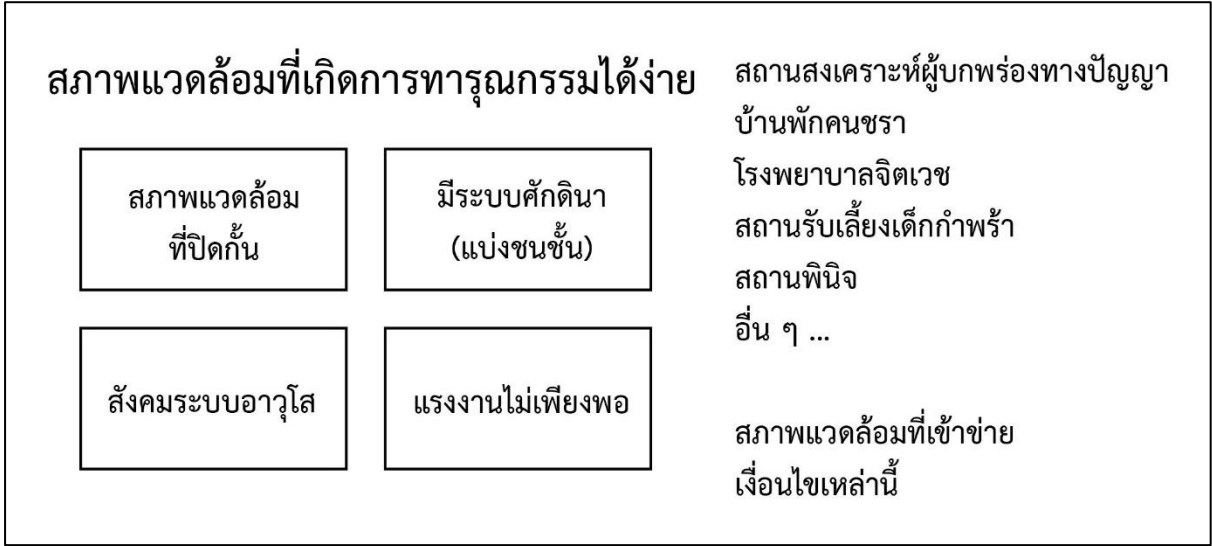 สภาพแวดล้อมที่เกิดการทารุณกรรมได้ง่าย
สภาพแวดล้อม
ที่ปิดกั้น
มีระบบศักดินา
(แบ่งชนชั้น)
สังคมระบบอาวุโส
แรงงานไม่เพียงพอ
สถานสงเคราะห์ผู้บกพร่องทางปัญญา
บ้านพักคนชรา
โรงพยาบาลจิตเวช
สถานรับเลี้ยงเด็กกำพร้า
สถานพินิจ
อื่น ๆ ...
สภาพแวดล้อมที่เข้าข่าย
เงื่อนไขเหล่านี้